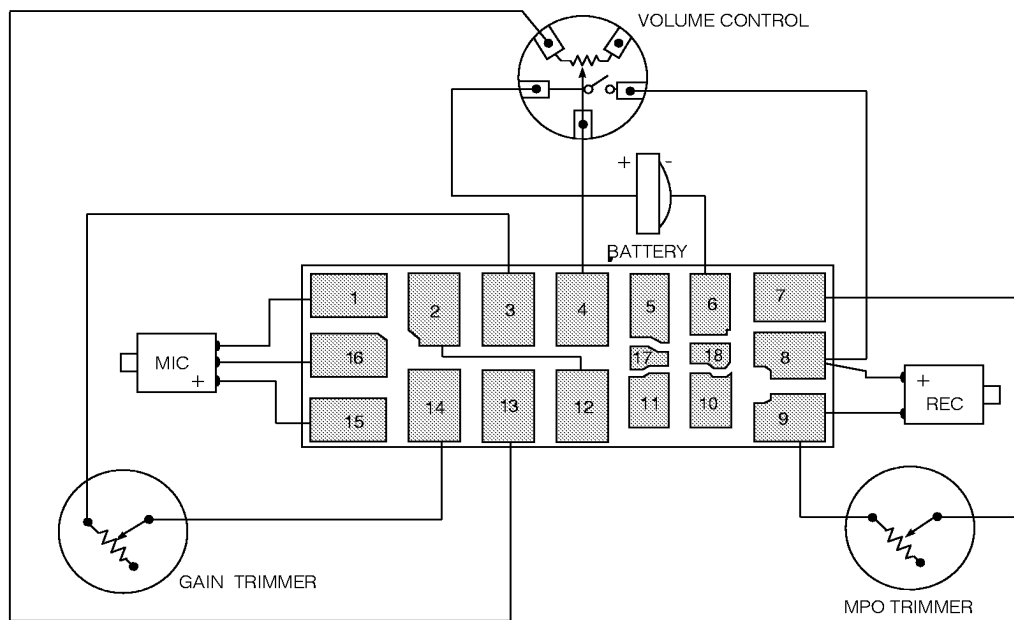 VOLUME CONTROL
+ -
BATTERY
1 2 3 4 5 6 7
MIC
+
16 17 18 8
+
REC
15 14 13 12 11 10 9
GAIN TRIMMER
MPO TRIMMER